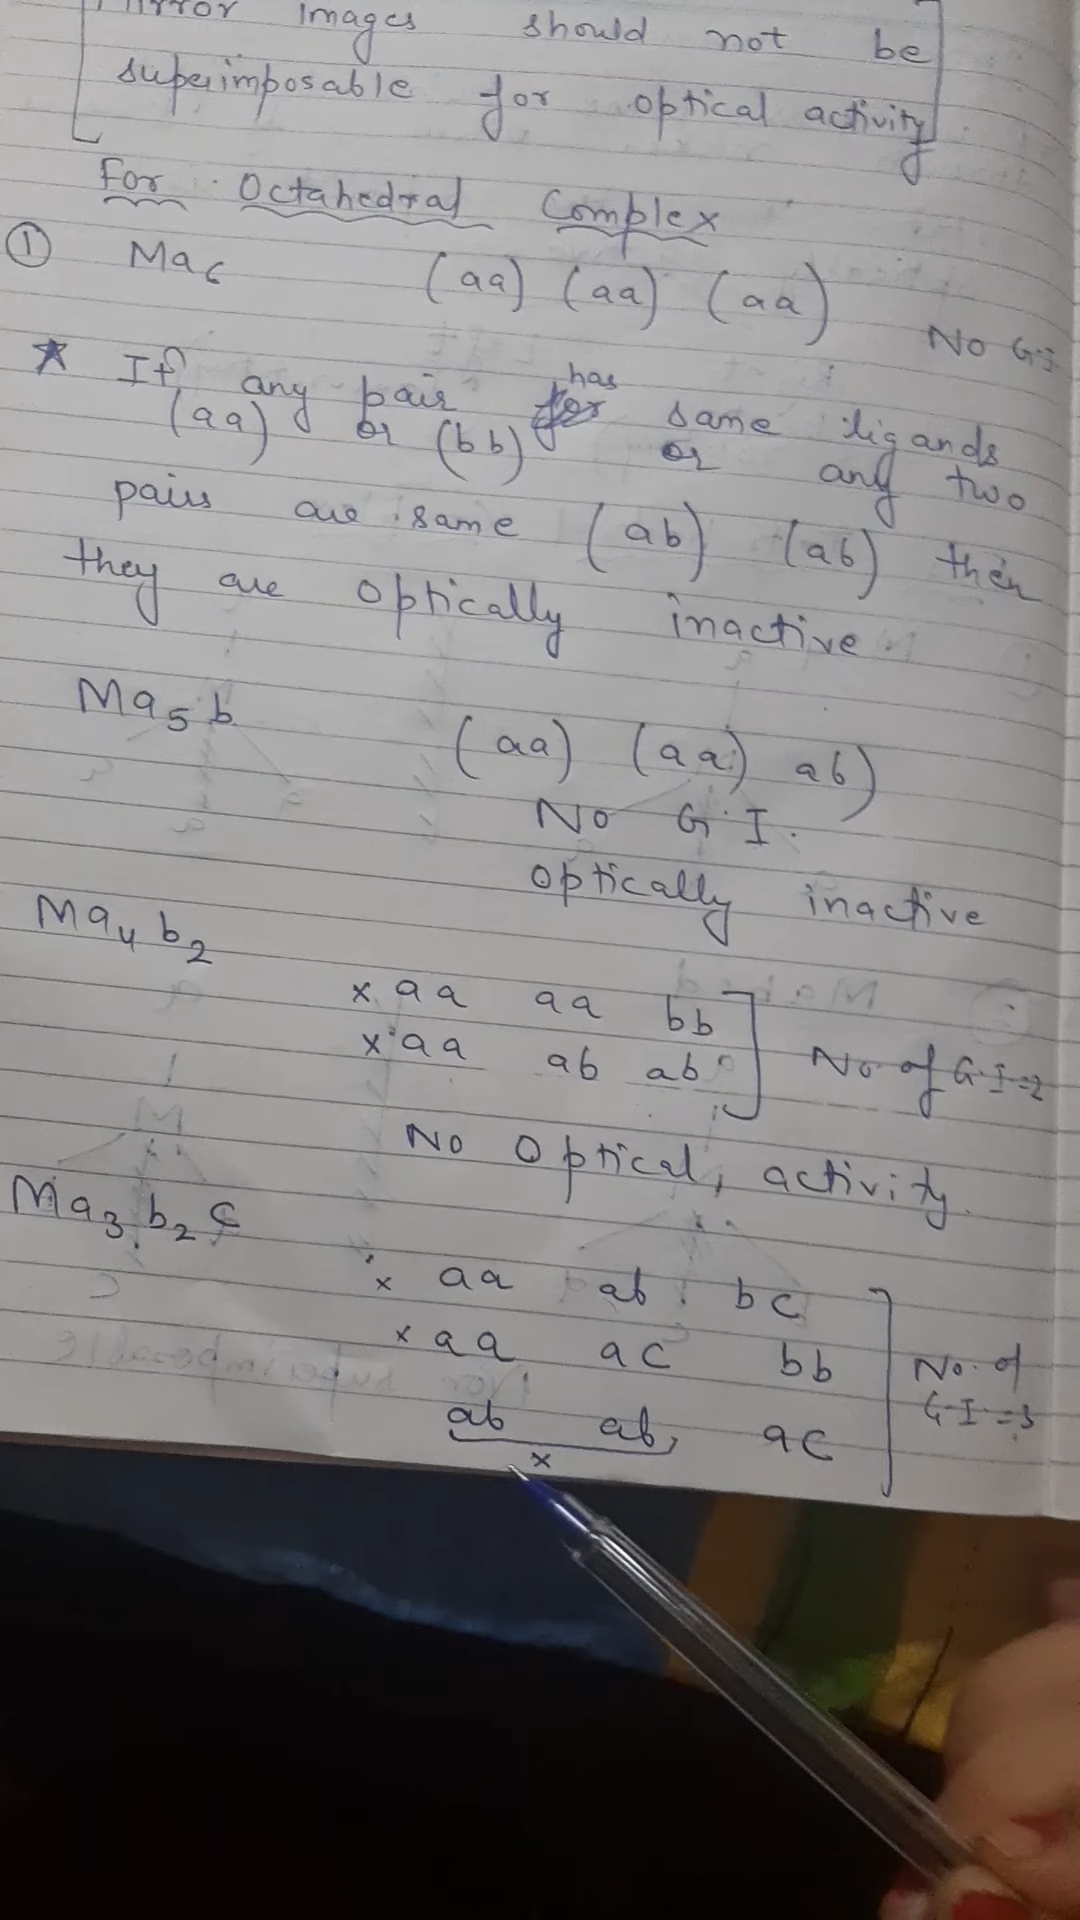 Mirror images should not be
superimposable for optical activity
For Octahedral Complex
① Ma6 (aa) (aa) (aa)
No G.I
★ If any pair has same ligands
(aa) or (bb) or any two
pairs are same (ab) (ab) then
they are optically inactive
Ma5b (aa) (aa) ab)
No G.I.
optically inactive
Ma4b2
x aa aa bb
x aa ab ab No. of G.I=2
No Optical activity
Ma3b2c
x aa ab bc
x aa ac bb No. of
ab ab ac G.I.=3
x